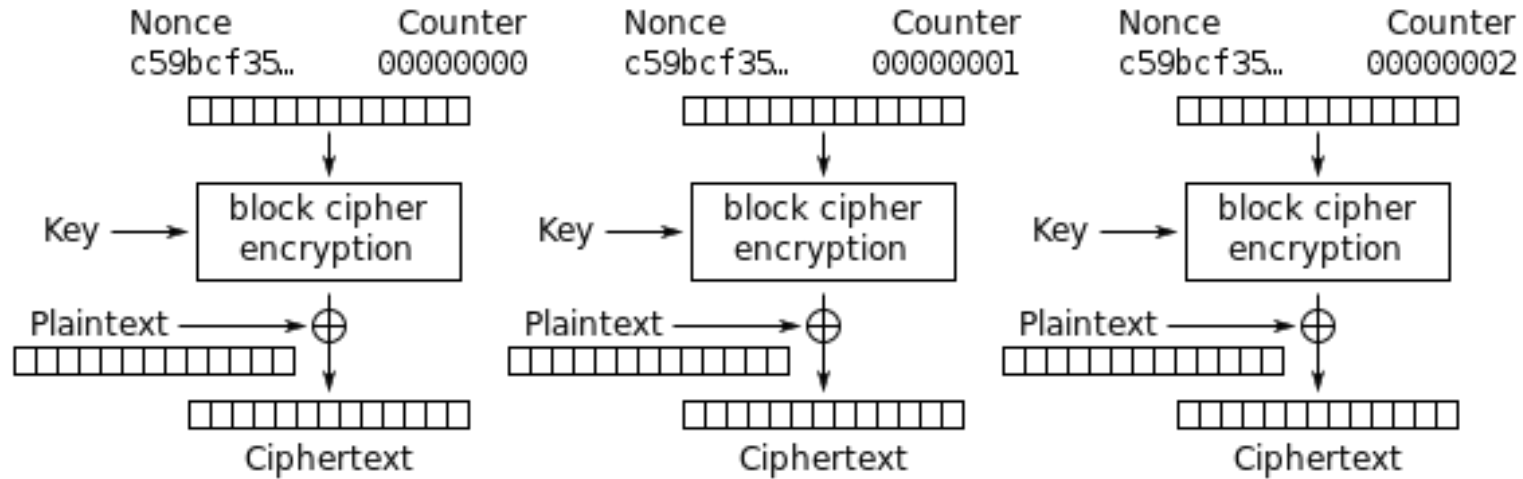 Nonce Counter Nonce Counter Nonce Counter
c59bcf35… 00000000 c59bcf35… 00000001 c59bcf35… 00000002
block cipher block cipher block cipher
Key encryption Key encryption Key encryption
Plaintext Plaintext Plaintext
Ciphertext Ciphertext Ciphertext